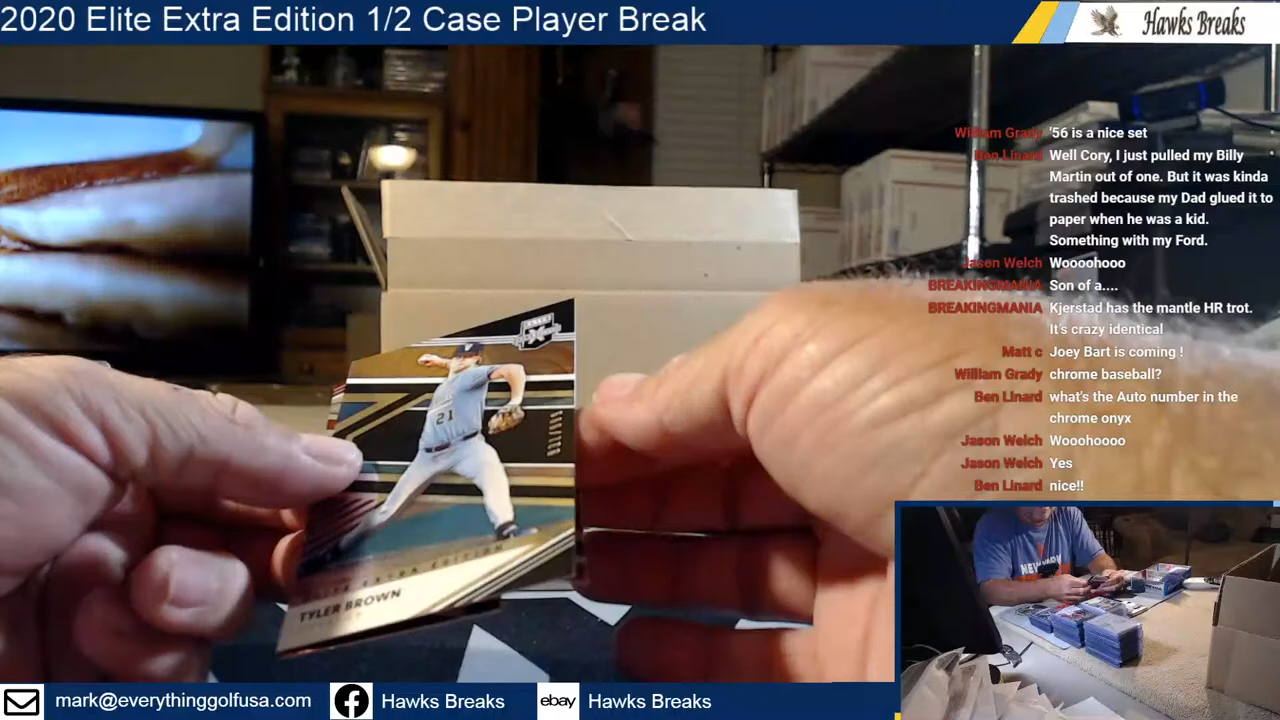 2020 Elite Extra Edition 1/2 Case Player Break
Hawks Breaks
William Grady '56 is a nice set
Ben Linard Well Cory, I just pulled my Billy
Martin out of one. But it was kinda
trashed because my Dad glued it to
paper when he was a kid.
Something with my Ford.
Jason Welch Woooohooo
BREAKINGMANIA Son of a....
BREAKINGMANIA Kjerstad has the mantle HR trot.
It's crazy identical
Matt c Joey Bart is coming !
William Grady chrome baseball?
Ben Linard what's the Auto number in the
chrome onyx
Jason Welch Wooohoooo
Jason Welch Yes
Ben Linard nice!!
21
EXTRA EDITION
TYLER BROWN
mark@everythinggolfusa.com
Hawks Breaks
ebay
Hawks Breaks